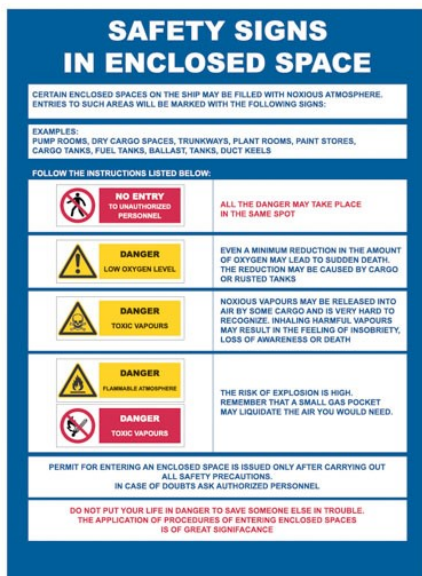 SAFETY SIGNS
IN ENCLOSED SPACE
CERTAIN ENCLOSED SPACES ON THE SHIP MAY BE FILLED WITH NOXIOUS ATMOSPHERE.
ENTRIES TO SUCH AREAS WILL BE MARKED WITH THE FOLLOWING SIGNS:
EXAMPLES:
PUMP ROOMS, DRY CARGO SPACES, TRUNKWAYS, PLANT ROOMS, PAINT STORES,
CARGO TANKS, FUEL TANKS, BALLAST, TANKS, DUCT KEELS
FOLLOW THE INSTRUCTIONS LISTED BELOW:
NO ENTRY
TO UNAUTHORIZED
PERSONNEL
ALL THE DANGER MAY TAKE PLACE
IN THE SAME SPOT
DANGER
LOW OXYGEN LEVEL
EVEN A MINIMUM REDUCTION IN THE AMOUNT
OF OXYGEN MAY LEAD TO SUDDEN DEATH.
THE REDUCTION MAY BE CAUSED BY CARGO
OR RUSTED TANKS
DANGER
TOXIC VAPOURS
NOXIOUS VAPOURS MAY BE RELEASED INTO
AIR BY SOME CARGO AND IS VERY HARD TO
RECOGNIZE. INHALING HARMFUL VAPOURS
MAY RESULT IN THE FEELING OF INSOBRIETY,
LOSS OF AWARENESS OR DEATH
DANGER
FLAMMABLE ATMOSPHERE
DANGER
TOXIC VAPOURS
THE RISK OF EXPLOSION IS HIGH.
REMEMBER THAT A SMALL GAS POCKET
MAY LIQUIDATE THE AIR YOU WOULD NEED.
PERMIT FOR ENTERING AN ENCLOSED SPACE IS ISSUED ONLY AFTER CARRYING OUT
ALL SAFETY PRECAUTIONS.
IN CASE OF DOUBTS ASK AUTHORIZED PERSONNEL
DO NOT PUT YOUR LIFE IN DANGER TO SAVE SOMEONE ELSE IN TROUBLE.
THE APPLICATION OF PROCEDURES OF ENTERING ENCLOSED SPACES
IS OF GREAT SIGNIFACANCE